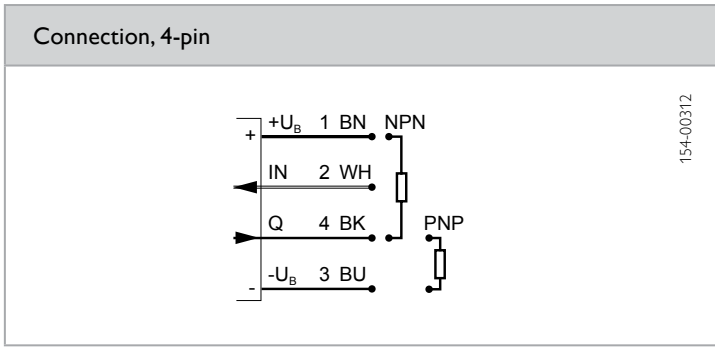 Connection, 4-pin
154-00312
+ +U_B 1 BN NPN
IN 2 WH
Q 4 BK PNP
- -U_B 3 BU